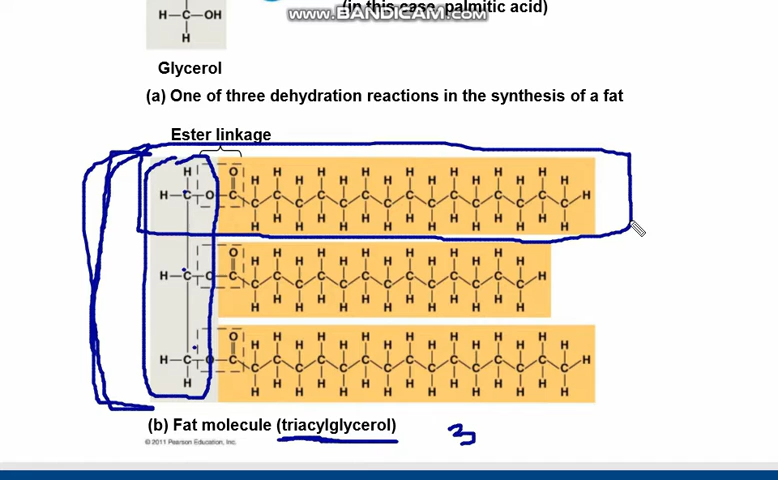 (in this case, palmitic acid)
www.BANDICAM.com
H–C–OH
H
Glycerol
(a) One of three dehydration reactions in the synthesis of a fat
Ester linkage
(b) Fat molecule (triacylglycerol)
3
© 2011 Pearson Education, Inc.